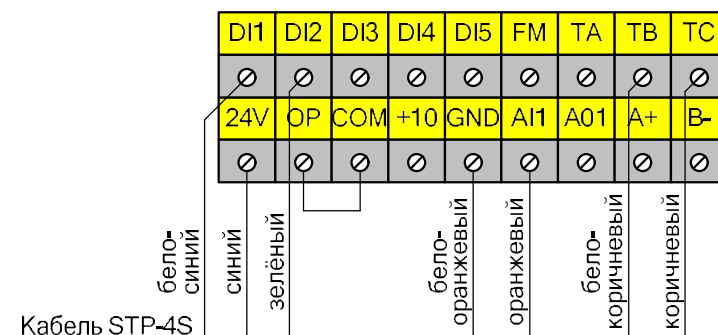 DI1 DI2 DI3 DI4 DI5 FM TA TB TC
24V OP COM +10 GND AI1 A01 A+ B-
бело-
синий
синий
зелёный
бело-
оранжевый
оранжевый
бело-
коричневый
коричневый
Кабель STP-4S